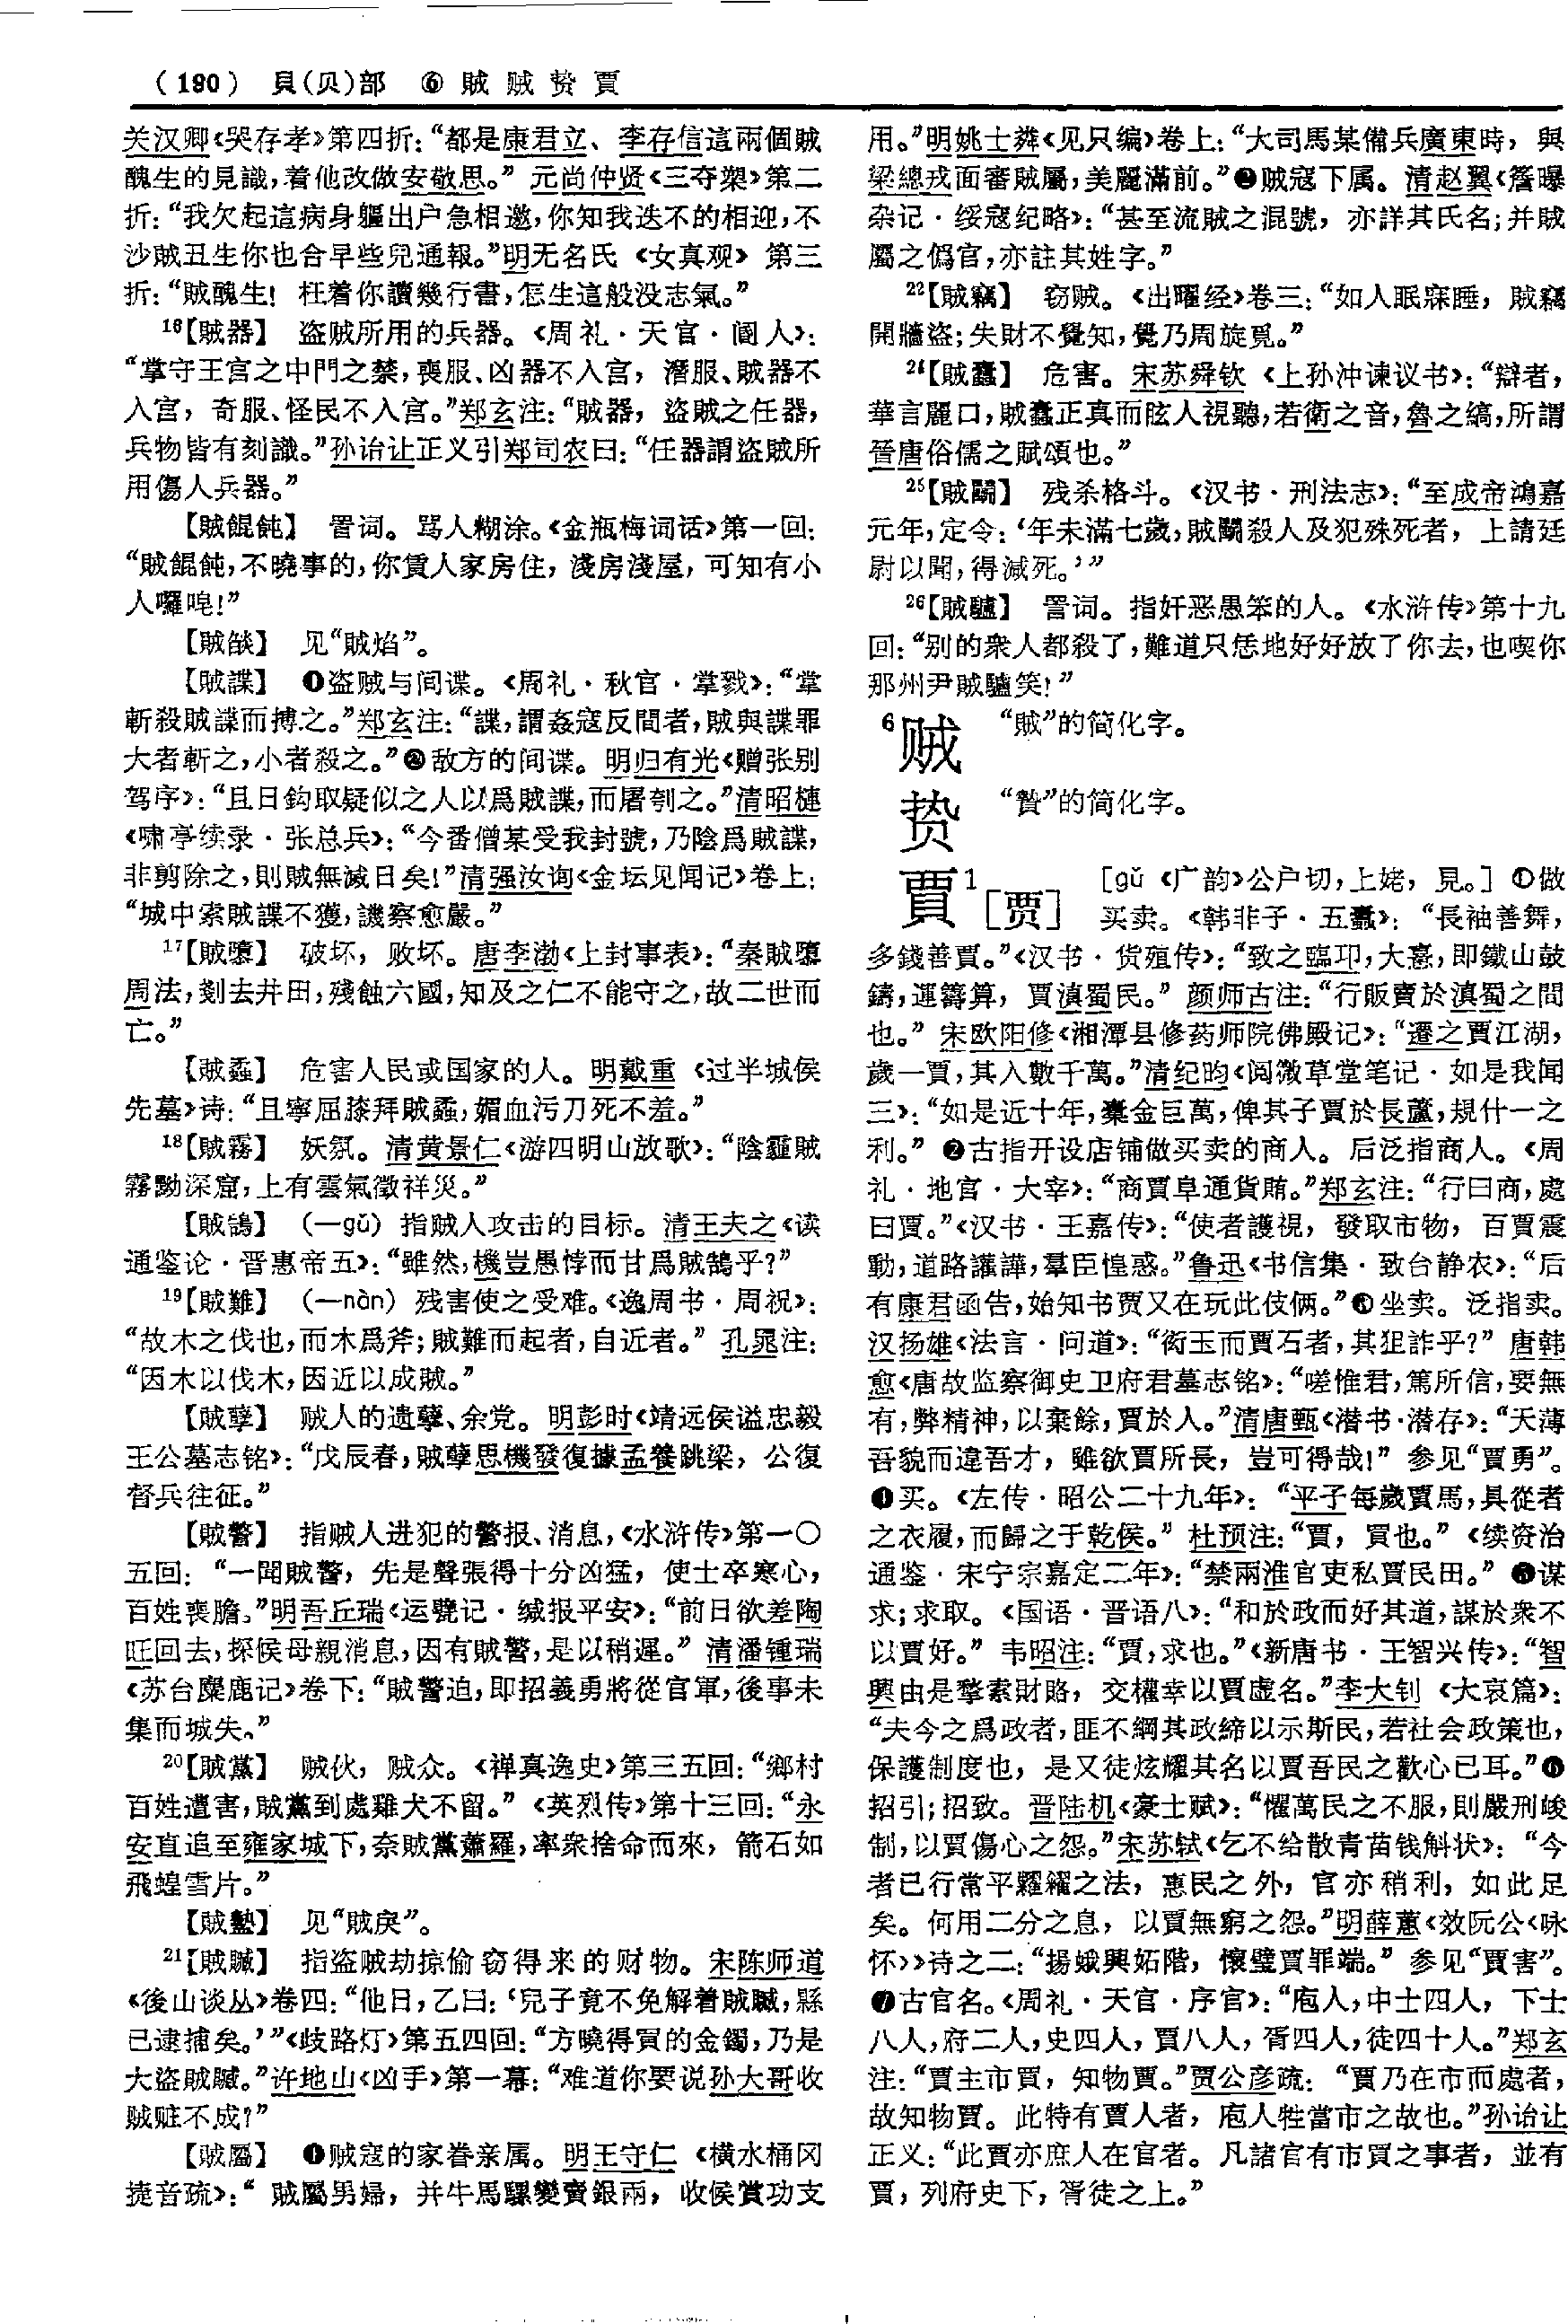 （190） 貝(贝)部 ⑥ 賊 贼 贽 賈
关汉卿《哭存孝》第四折：“都是康君立、李存信這兩個賊
醜生的見識，着他改做安敬思。” 元尚仲贤《三夺槊》第二
折：“我欠起這病身軀出户急相邀，你知我迭不的相迎，不
沙賊丑生你也合早些兒通報。”明无名氏《女真观》第三
折：“賊醜生！枉着你讀幾行書，怎生這般没志氣。”
16【賊器】 盗贼所用的兵器。《周礼·天官·阍人》：
“掌守王宫之中門之禁，喪服、凶器不入宫，潛服、賊器不
入宫，奇服、怪民不入宫。”郑玄注：“賊器，盜賊之任器，
兵物皆有刻識。”孙诒让正义引郑司农曰：“任器謂盜賊所
用傷人兵器。”
【賊餛飩】 詈词。骂人糊涂。《金瓶梅词话》第一回：
“賊餛飩，不曉事的，你賃人家房住，淺房淺屋，可知有小
人囉唣！”
【賊燄】 见“賊焰”。
【賊諜】 ❶盗贼与间谍。《周礼·秋官·掌戮》：“掌
斬殺賊諜而搏之。”郑玄注：“諜，謂姦寇反間者，賊與諜罪
大者斬之，小者殺之。”❷敌方的间谍。明归有光《赠张别
驾序》：“且日鈎取疑似之人以爲賊諜，而屠刳之。”清昭槤
《啸亭续录·张总兵》：“今番僧某受我封號，乃陰爲賊諜，
非剪除之，則賊無滅日矣！”清强汝询《金坛见闻记》卷上：
“城中索賊諜不獲，譏察愈嚴。”
17【賊隳】 破坏，败坏。唐李渤《上封事表》：“秦賊隳
周法，剗去井田，殘蝕六國，知及之仁不能守之，故二世而
亡。”
【賊蟊】 危害人民或国家的人。明戴重《过半城侯
先墓》诗：“且寧屈膝拜賊蟊，媚血污刀死不羞。”
18【賊霧】 妖氛。清黄景仁《游四明山放歌》：“陰霾賊
霧黝深窟，上有雲氣徵祥災。”
【賊鵠】 （—gǔ）指贼人攻击的目标。清王夫之《读
通鉴论·晋惠帝五》：“雖然，機豈愚悖而甘爲賊鵠乎？”
19【賊難】 （—nàn）残害使之受难。《逸周书·周祝》：
“故木之伐也，而木爲斧；賊難而起者，自近者。” 孔晁注：
“因木以伐木，因近以成贼。”
【賊孽】 贼人的遗孽、余党。明彭时《靖远侯谥忠毅
王公墓志铭》：“戊辰春，賊孽思機發復據孟養跳梁，公復
督兵往征。”
【賊警】 指贼人进犯的警报、消息，《水浒传》第一〇
五回：“一聞賊警，先是聲張得十分凶猛，使士卒寒心，
百姓喪膽。”明吾丘瑞《运甓记·缄报平安》：“前日欲差陶
旺回去，探候母親消息，因有賊警，是以稍遲。” 清潘锺瑞
《苏台麋鹿记》卷下：“賊警迫，即招義勇將從官軍，後事未
集而城失。”
20【賊黨】 贼伙，贼众。《禅真逸史》第三五回：“鄉村
百姓遭害，賊黨到處雞犬不留。”《英烈传》第十三回：“永
安直追至雍家城下，奈賊黨蕭羅，率衆捨命而來，箭石如
飛蝗雪片。”
【賊盭】 见“賊戾”。
21【賊贓】 指盗贼劫掠偷窃得来的财物。宋陈师道
《後山谈丛》卷四：“他日，乙曰：‘兒子竟不免解着賊贓，縣
已逮捕矣。’”《歧路灯》第五四回：“方曉得買的金鐲，乃是
大盜賊贓。”许地山《凶手》第一幕：“难道你要说孙大哥收
贼赃不成？”
【賊屬】 ❶贼寇的家眷亲属。明王守仁《横水桶冈
捷音疏》：“賊屬男婦，并牛馬騾變賣銀兩，收候賞功支
用。”明姚士粦《见只编》卷上：“大司馬某備兵廣東時，與
梁總戎面審賊屬，美麗滿前。”❷贼寇下属。清赵翼《簷曝
杂记·绥寇纪略》：“甚至流賊之混號，亦詳其氏名；并賊
屬之僞官，亦註其姓字。”
22【賊竊】 窃贼。《出曜经》卷三：“如人眠寐睡，賊竊
開牆盜；失財不覺知，覺乃周旋覓。”
24【賊蠹】 危害。宋苏舜钦《上孙冲谏议书》：“辯者，
華言麗口，賊蠹正真而眩人視聽，若衛之音，魯之縞，所謂
晉唐俗儒之賦頌也。”
25【賊鬭】 残杀格斗。《汉书·刑法志》：“至成帝鴻嘉
元年，定令：‘年未滿七歲，賊鬭殺人及犯殊死者，上請廷
尉以聞，得減死。’”
26【賊驢】 詈词。指奸恶愚笨的人。《水浒传》第十九
回：“别的衆人都殺了，難道只恁地好好放了你去，也喫你
那州尹賊驢笑！”
6贼 “賊”的简化字。
贽 “贄”的简化字。
賈1［贾］ ［gǔ《广韵》公户切，上姥，見。］❶做
买卖。《韩非子·五蠹》：“長袖善舞，
多錢善賈。”《汉书·货殖传》：“致之臨邛，大憙，即鐵山鼓
鑄，運籌算，賈滇蜀民。” 颜师古注：“行販賣於滇蜀之間
也。” 宋欧阳修《湘潭县修药师院佛殿记》：“遷之賈江湖，
歲一賈，其入數千萬。”清纪昀《阅微草堂笔记·如是我闻
三》：“如是近十年，橐金巨萬，俾其子賈於長蘆，規什一之
利。” ❷古指开设店铺做买卖的商人。后泛指商人。《周
礼·地官·大宰》：“商賈阜通貨賄。”郑玄注：“行曰商，處
曰賈。”《汉书·王嘉传》：“使者護視，發取市物，百賈震
動，道路讙譁，羣臣惶惑。”鲁迅《书信集·致台静农》：“后
有康君函告，始知书贾又在玩此伎俩。”❸坐卖。泛指卖。
汉扬雄《法言·问道》：“衒玉而賈石者，其狙詐乎？” 唐韩
愈《唐故监察御史卫府君墓志铭》：“嗟惟君，篤所信，要無
有，弊精神，以棄餘，賈於人。”清唐甄《潜书·潜存》：“天薄
吾貌而違吾才，雖欲賈所長，豈可得哉！” 参见“賈勇”。
❹买。《左传·昭公二十九年》：“平子每歲賈馬，具從者
之衣履，而歸之于乾侯。” 杜预注：“賈，買也。”《续资治
通鉴·宋宁宗嘉定二年》：“禁兩淮官吏私賈民田。” ❺谋
求；求取。《国语·晋语八》：“和於政而好其道，謀於衆不
以賈好。” 韦昭注：“賈，求也。”《新唐书·王智兴传》：“智
興由是揫索財賂，交權幸以賈虚名。”李大钊《大哀篇》：
“夫今之爲政者，匪不綱其政締以示斯民，若社会政策也，
保護制度也，是又徒炫耀其名以賈吾民之歡心已耳。”❻
招引；招致。晋陆机《豪士赋》：“懼萬民之不服，則嚴刑峻
制，以賈傷心之怨。”宋苏轼《乞不给散青苗钱斛状》：“今
者已行常平糶糴之法，惠民之外，官亦稍利，如此足
矣。何用二分之息，以賈無窮之怨。”明薛蕙《效阮公〈咏
怀〉》诗之二：“揚娥興妬階，懷璧賈罪端。” 参见“賈害”。
❼古官名。《周礼·天官·序官》：“庖人，中士四人，下士
八人，府二人，史四人，賈八人，胥四人，徒四十人。”郑玄
注：“賈主市買，知物賈。”贾公彦疏：“賈乃在市而處者，
故知物賈。此特有賈人者，庖人牲當市之故也。”孙诒让
正义：“此賈亦庶人在官者。凡諸官有市買之事者，並有
賈，列府史下，胥徒之上。”